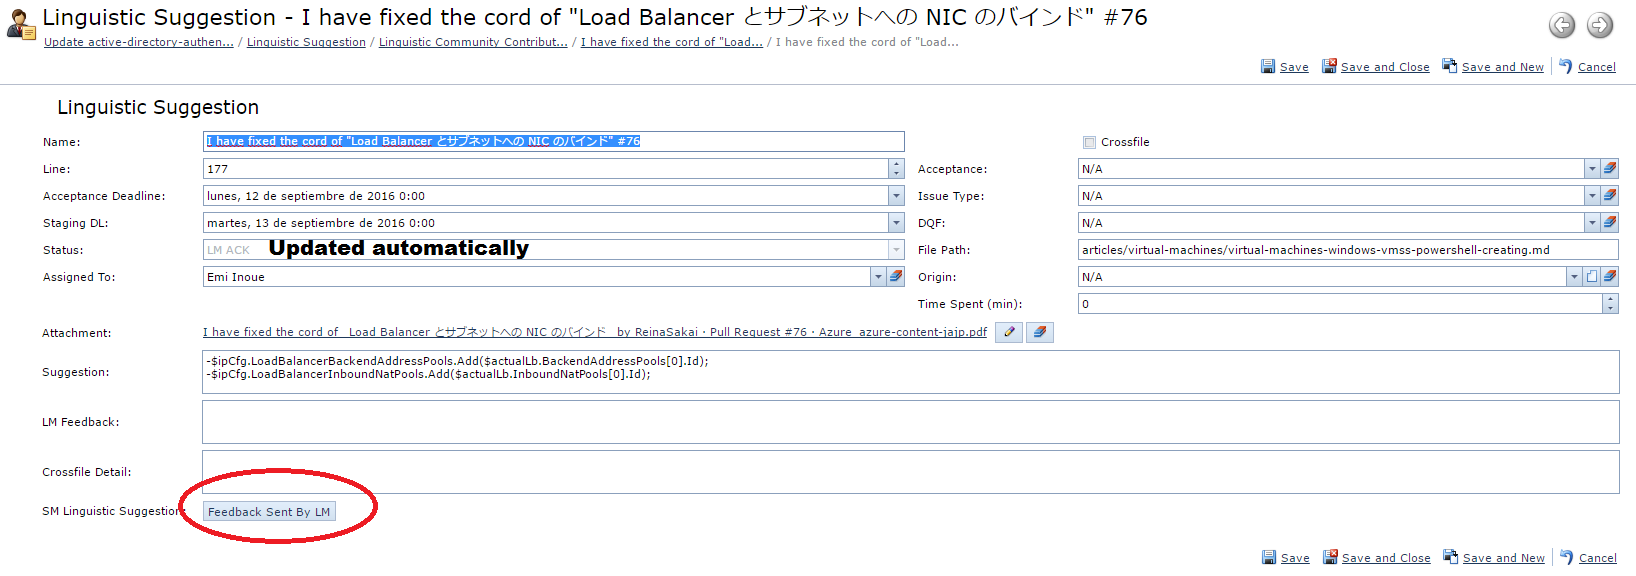 Linguistic Suggestion - I have fixed the cord of "Load Balancer とサブネットへの NIC のバインド" #76
Update active-directory-authen... / Linguistic Suggestion / Linguistic Community Contribut... / I have fixed the cord of "Load... / I have fixed the cord of "Load...
Save Save and Close Save and New Cancel
Linguistic Suggestion
Name: I have fixed the cord of "Load Balancer とサブネットへの NIC のバインド" #76 Crossfile
Line: 177 Acceptance: N/A
Acceptance Deadline: lunes, 12 de septiembre de 2016 0:00 Issue Type: N/A
Staging DL: martes, 13 de septiembre de 2016 0:00 DQF: N/A
Status: LM ACK Updated automatically File Path: articles/virtual-machines/virtual-machines-windows-vmss-powershell-creating.md
Assigned To: Emi Inoue Origin: N/A
Time Spent (min): 0
Attachment: I have fixed the cord of _Load Balancer とサブネットへの NIC のバインド_ by ReinaSakai · Pull Request #76 · Azure_azure-content-jajp.pdf
Suggestion: -$ipCfg.LoadBalancerBackendAddressPools.Add($actualLb.BackendAddressPools[0].Id);
-$ipCfg.LoadBalancerInboundNatPools.Add($actualLb.InboundNatPools[0].Id);
LM Feedback:
Crossfile Detail:
SM Linguistic Suggestion: Feedback Sent By LM
Save Save and Close Save and New Cancel